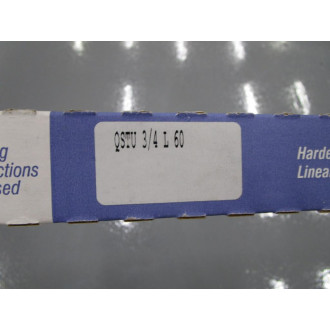 g
ctions
sed
QSTU 3/4 L 60
Harde
Linea